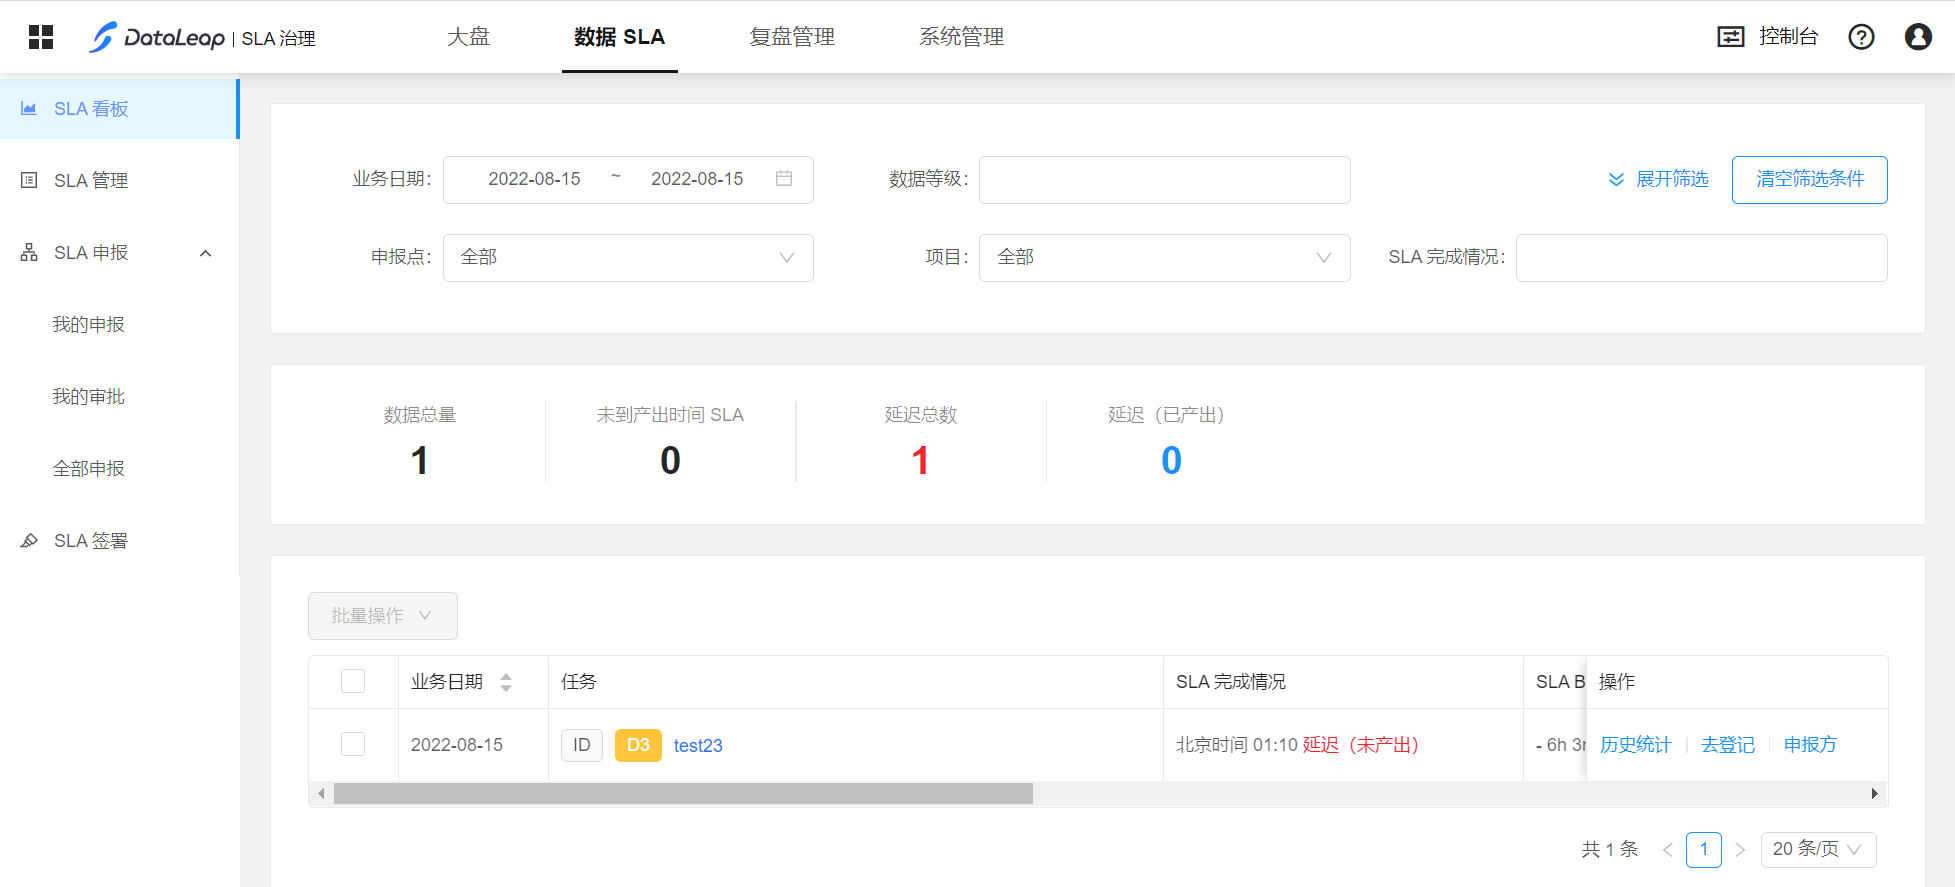 DataLeap | SLA 治理
大盘
数据 SLA
复盘管理
系统管理
控制台
SLA 看板
SLA 管理
SLA 申报
我的申报
我的审批
全部申报
SLA 签署
业务日期: 2022-08-15 ~ 2022-08-15
数据等级:
展开筛选
清空筛选条件
申报点: 全部
项目: 全部
SLA 完成情况:
数据总量
1
未到产出时间 SLA
0
延迟总数
1
延迟（已产出）
0
批量操作
业务日期 任务 SLA 完成情况 SLA B 操作
2022-08-15 ID D3 test23 北京时间 01:10 延迟（未产出） - 6h 3 历史统计 去登记 申报方
共 1 条 < 1 > 20 条/页